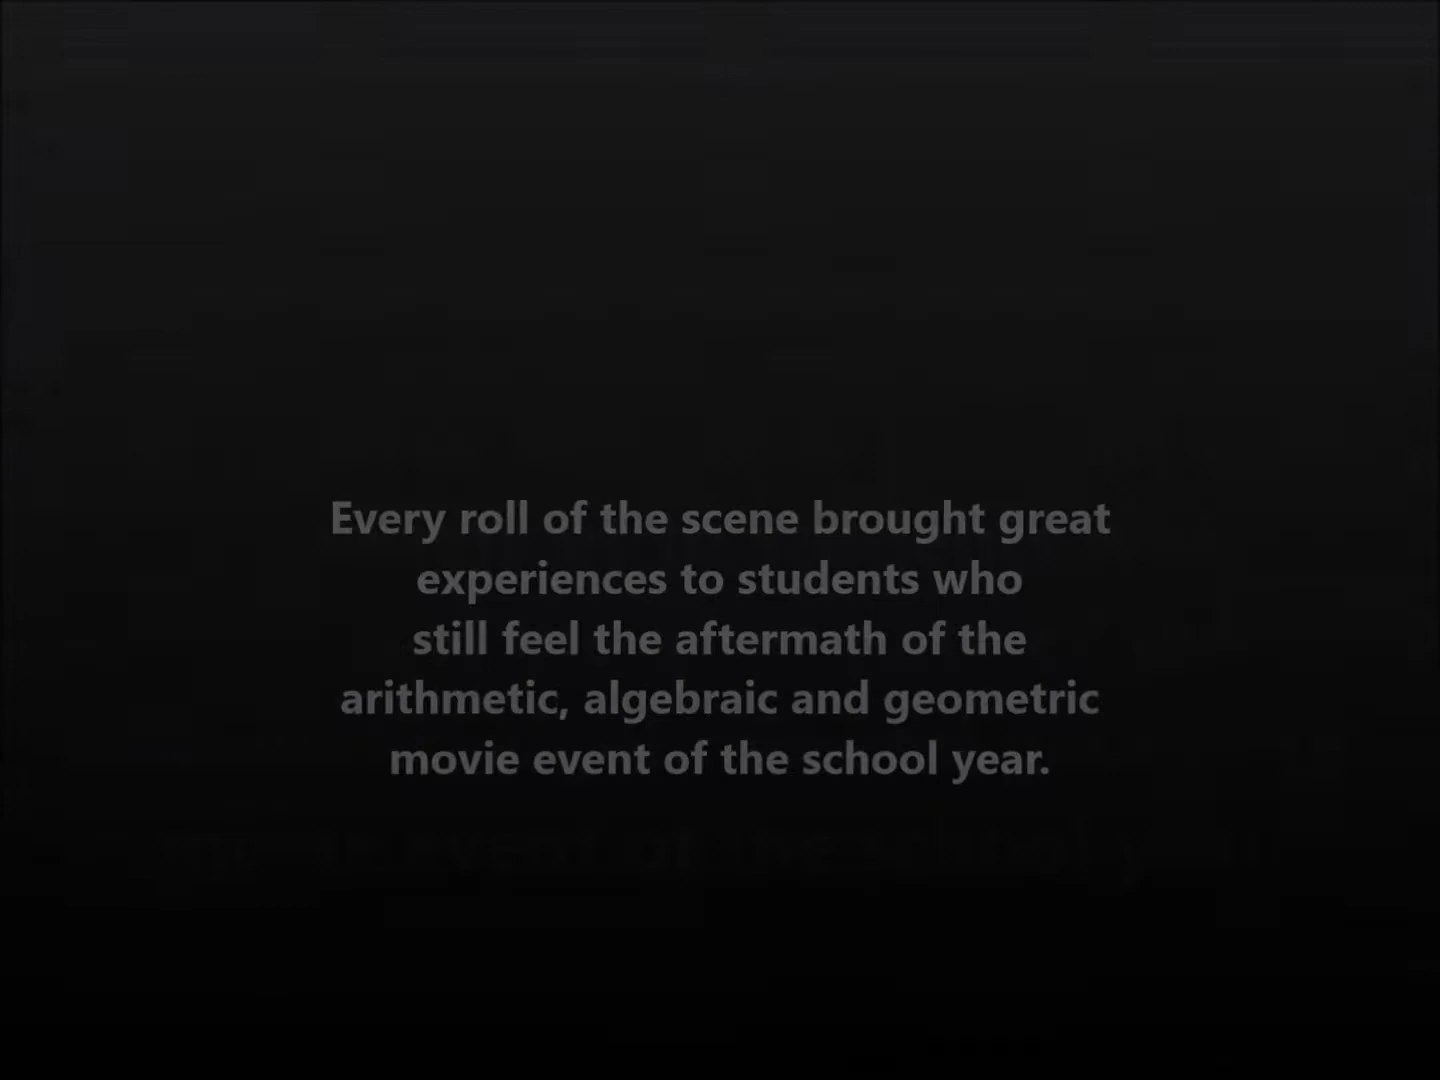 Every roll of the scene brought great
experiences to students who
still feel the aftermath of the
arithmetic, algebraic and geometric
movie event of the school year.